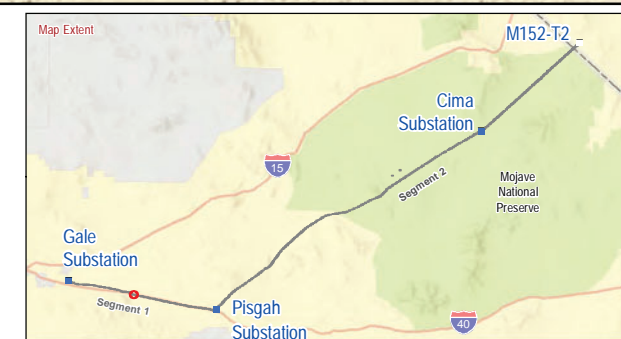 Map Extent
M152-T2
Cima
Substation
15
Segment 2
Mojave
National
Preserve
Gale
Substation
Segment 1
Pisgah
Substation
40